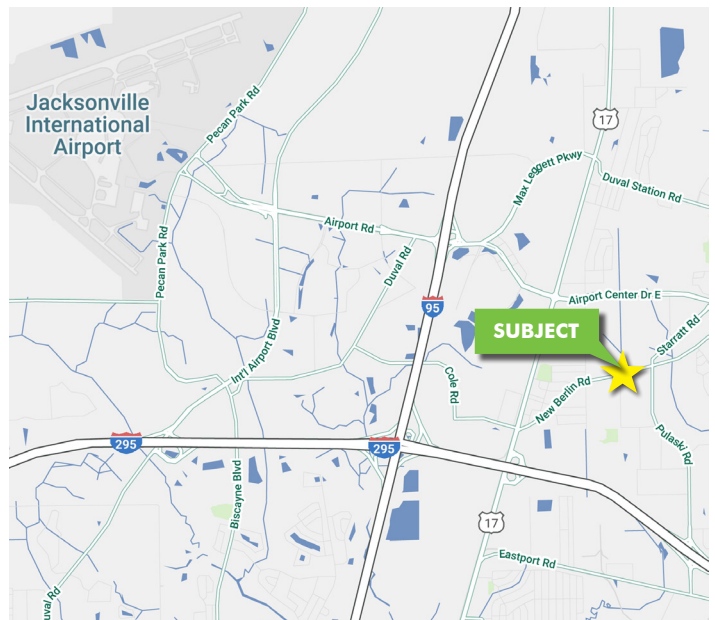 Jacksonville
International
Airport
Pecan Park Rd
17
Max Leggett Pkwy
Duval Station Rd
Airport Rd
Pecan Park Rd
Duval Rd
Airport Center Dr E
95
SUBJECT
Starratt Rd
Int'l Airport Blvd
Cole Rd
New Berlin Rd
Pulaski Rd
295
295
Biscayne Blvd
17
Eastport Rd
uval Rd